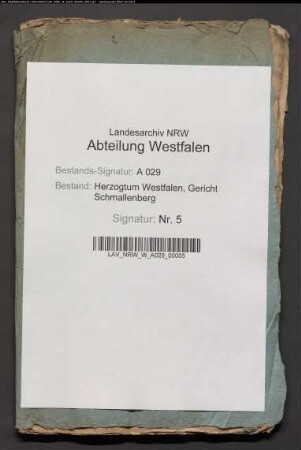 Landesarchiv NRW
Abteilung Westfalen
Bestands-Signatur: A 029
Bestand: Herzogtum Westfalen, Gericht
Schmallenberg
Signatur: Nr. 5
LAV_NRW_W_A029_00005